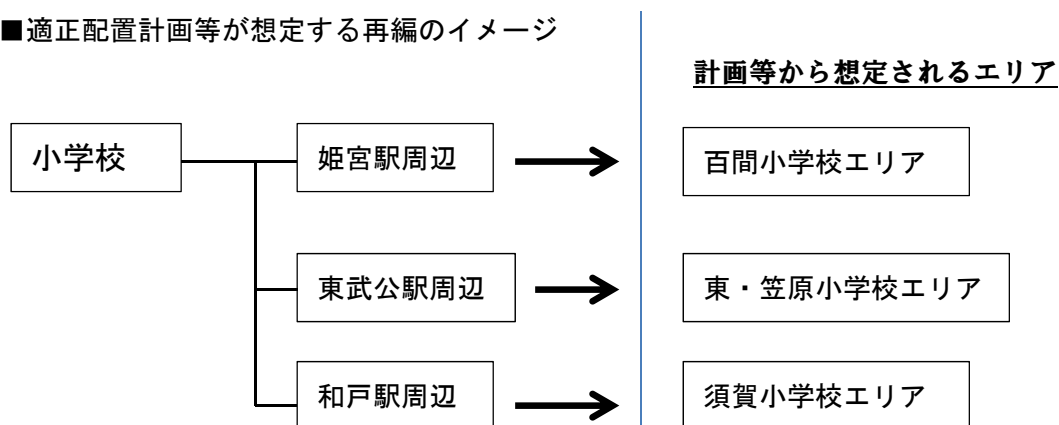 ■適正配置計画等が想定する再編のイメージ
計画等から想定されるエリア
小学校
姫宮駅周辺
百間小学校エリア
東武公駅周辺
東・笠原小学校エリア
和戸駅周辺
須賀小学校エリア